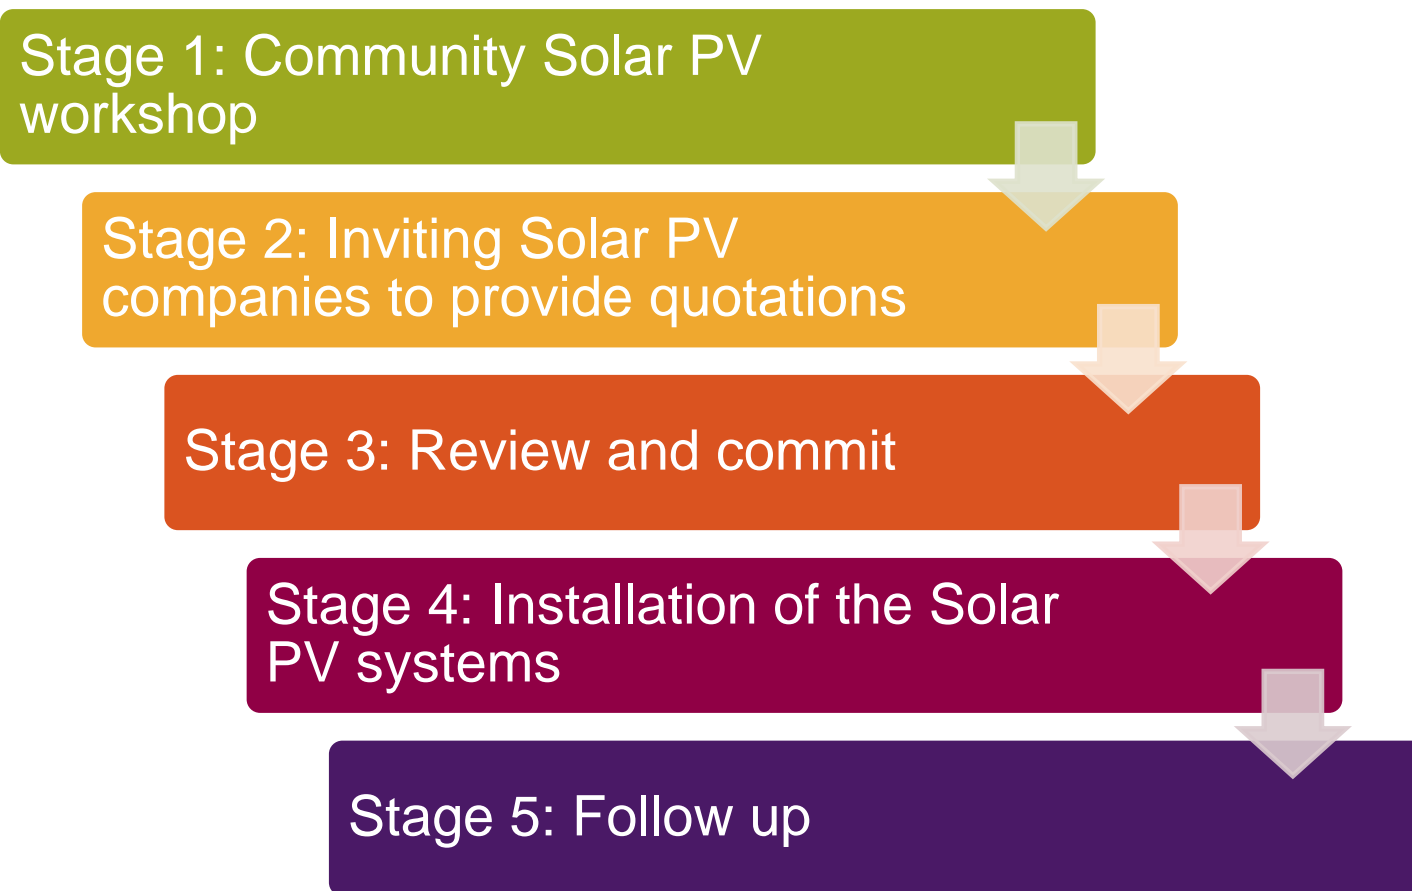 Stage 1: Community Solar PV
workshop
Stage 2: Inviting Solar PV
companies to provide quotations
Stage 3: Review and commit
Stage 4: Installation of the Solar
PV systems
Stage 5: Follow up